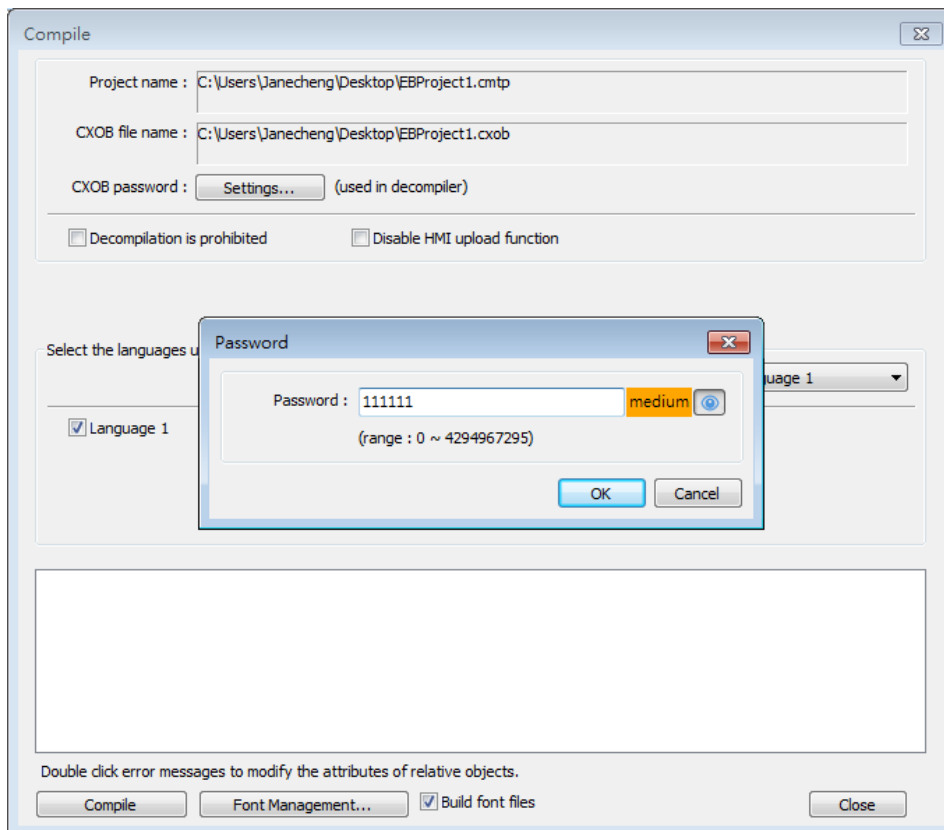 Compile
Project name : C:\Users\Janecheng\Desktop\EBProject1.cmtp
CXOB file name : C:\Users\Janecheng\Desktop\EBProject1.cxob
CXOB password : Settings... (used in decompiler)
Decompilation is prohibited Disable HMI upload function
Password
Select the languages u
guage 1
Password : 111111 medium
Language 1
(range : 0 ~ 4294967295)
OK Cancel
Double click error messages to modify the attributes of relative objects.
Compile Font Management... Build font files Close